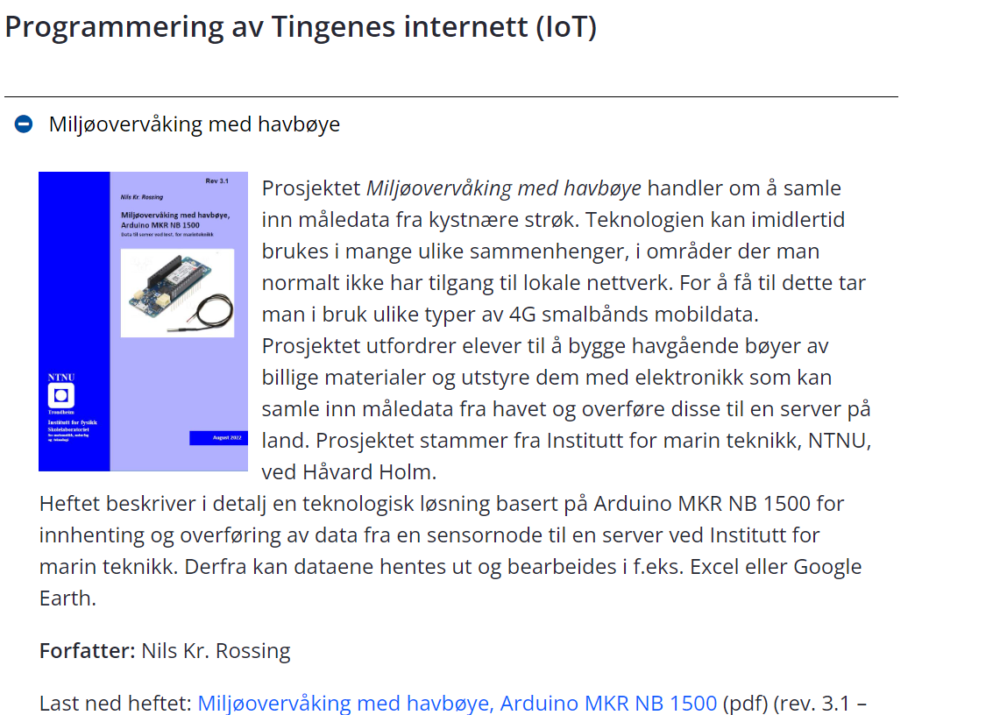 Programmering av Tingenes internett (IoT)
Miljøovervåking med havbøye
Rev 3.1
Nils Kr. Rossing
Miljøovervåking med havbøye,
Arduino MKR NB 1500
Data til server ved Inst. for marinteknikk
NTNU
Trondheim
Institutt for fysikk
Skolelaboratoriet
for matematikk, naturfag
og teknologi
August 2022
Prosjektet Miljøovervåking med havbøye handler om å samle
inn måledata fra kystnære strøk. Teknologien kan imidlertid
brukes i mange ulike sammenhenger, i områder der man
normalt ikke har tilgang til lokale nettverk. For å få til dette tar
man i bruk ulike typer av 4G smalbånds mobildata.
Prosjektet utfordrer elever til å bygge havgående bøyer av
billige materialer og utstyre dem med elektronikk som kan
samle inn måledata fra havet og overføre disse til en server på
land. Prosjektet stammer fra Institutt for marin teknikk, NTNU,
ved Håvard Holm.
Heftet beskriver i detalj en teknologisk løsning basert på Arduino MKR NB 1500 for
innhenting og overføring av data fra en sensornode til en server ved Institutt for
marin teknikk. Derfra kan dataene hentes ut og bearbeides i f.eks. Excel eller Google
Earth.
Forfatter: Nils Kr. Rossing
Last ned heftet: Miljøovervåking med havbøye, Arduino MKR NB 1500 (pdf) (rev. 3.1 –